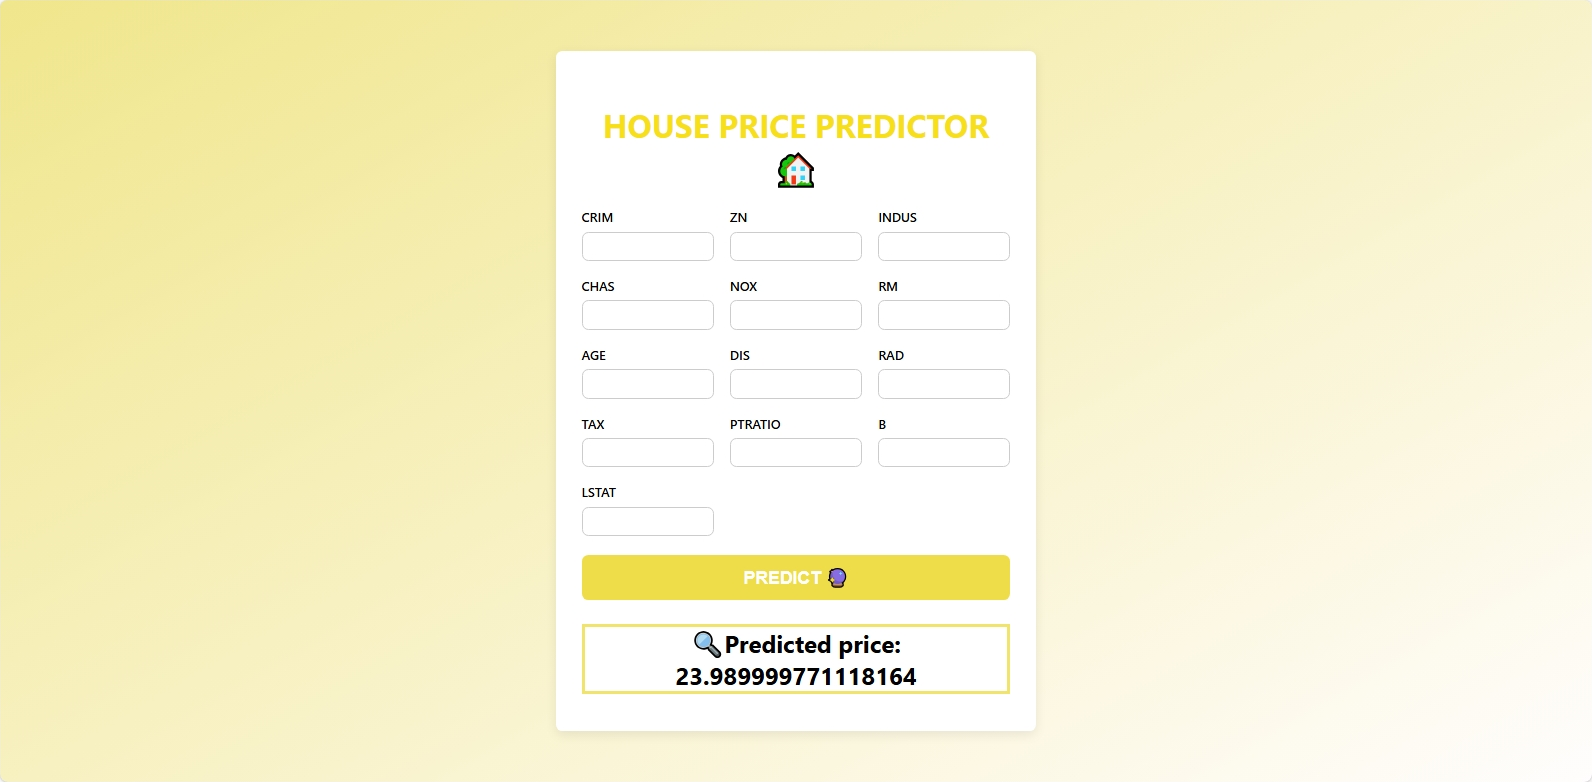 HOUSE PRICE PREDICTOR
CRIM ZN INDUS
CHAS NOX RM
AGE DIS RAD
TAX PTRATIO B
LSTAT
PREDICT
Predicted price:
23.989999771118164